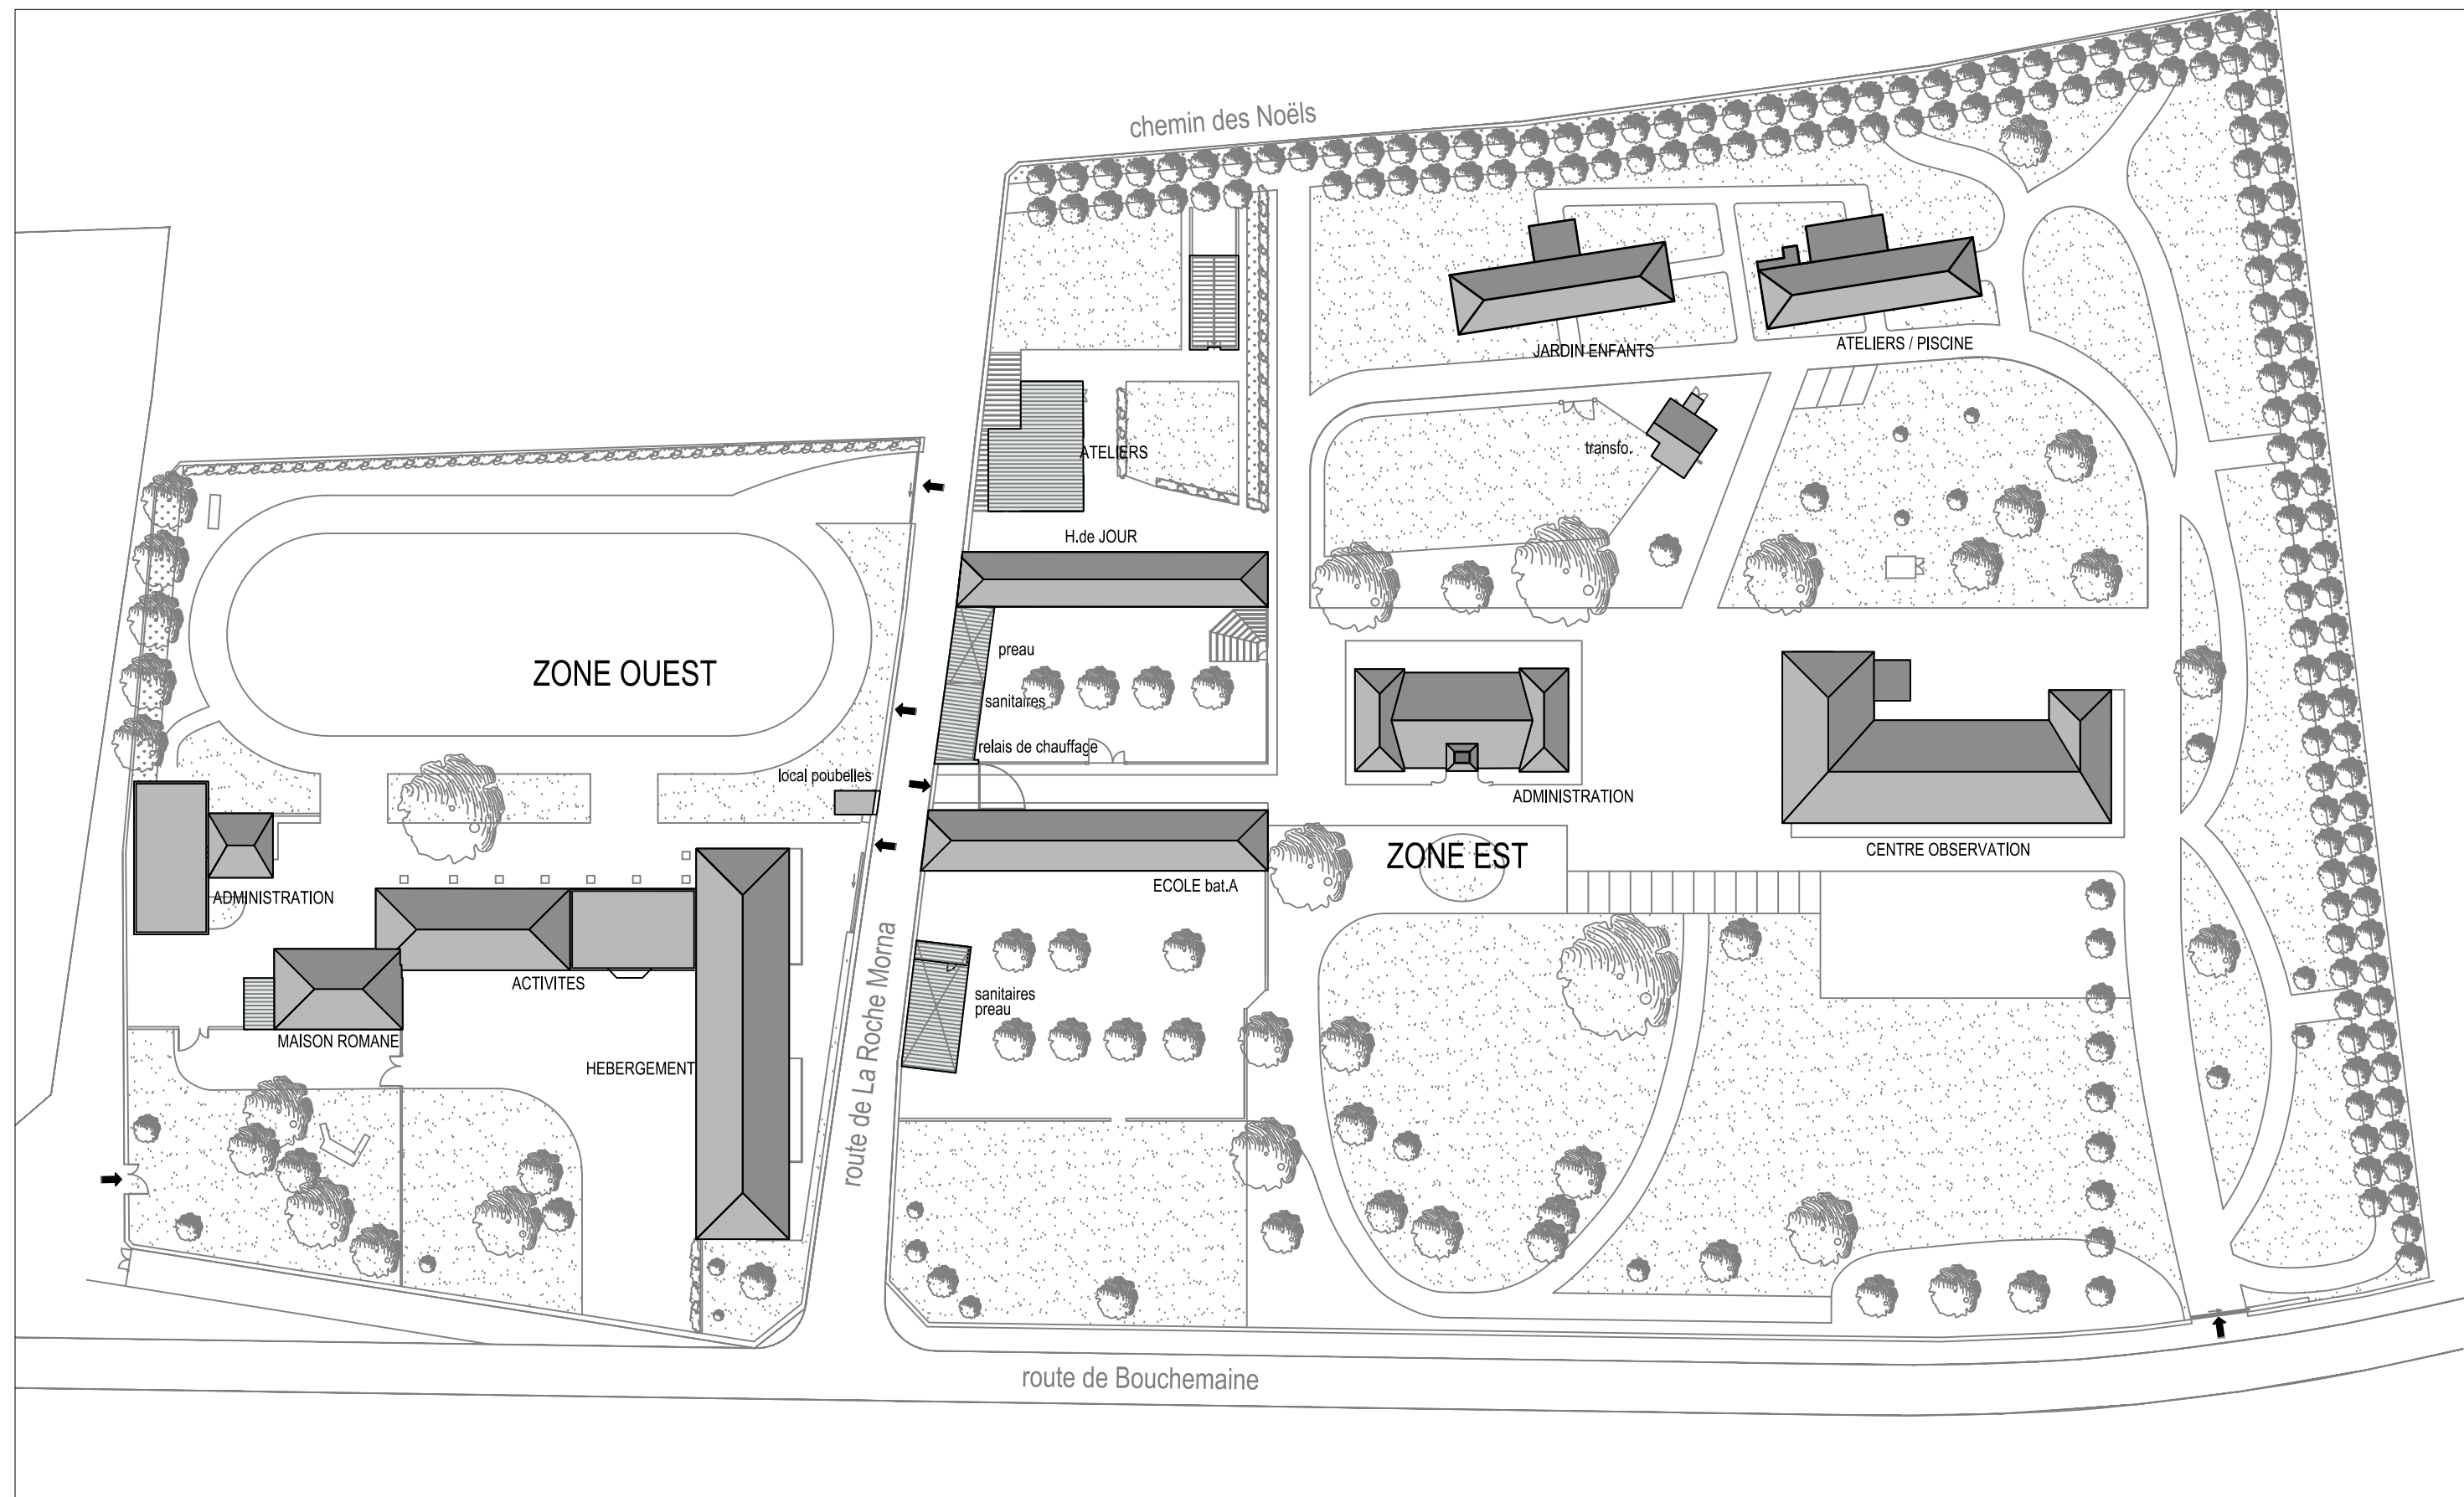 chemin des Noëls
JARDIN ENFANTS
ATELIERS / PISCINE
ATELIERS
transfo.
H.de JOUR
ZONE OUEST
preau
sanitaires
relais de chauffage
local poubelles
ADMINISTRATION
ZONE EST
CENTRE OBSERVATION
ECOLE bat.A
ADMINISTRATION
ACTIVITES
sanitaires
preau
MAISON ROMANE
HEBERGEMENT
route de La Roche Morna
route de Bouchemaine